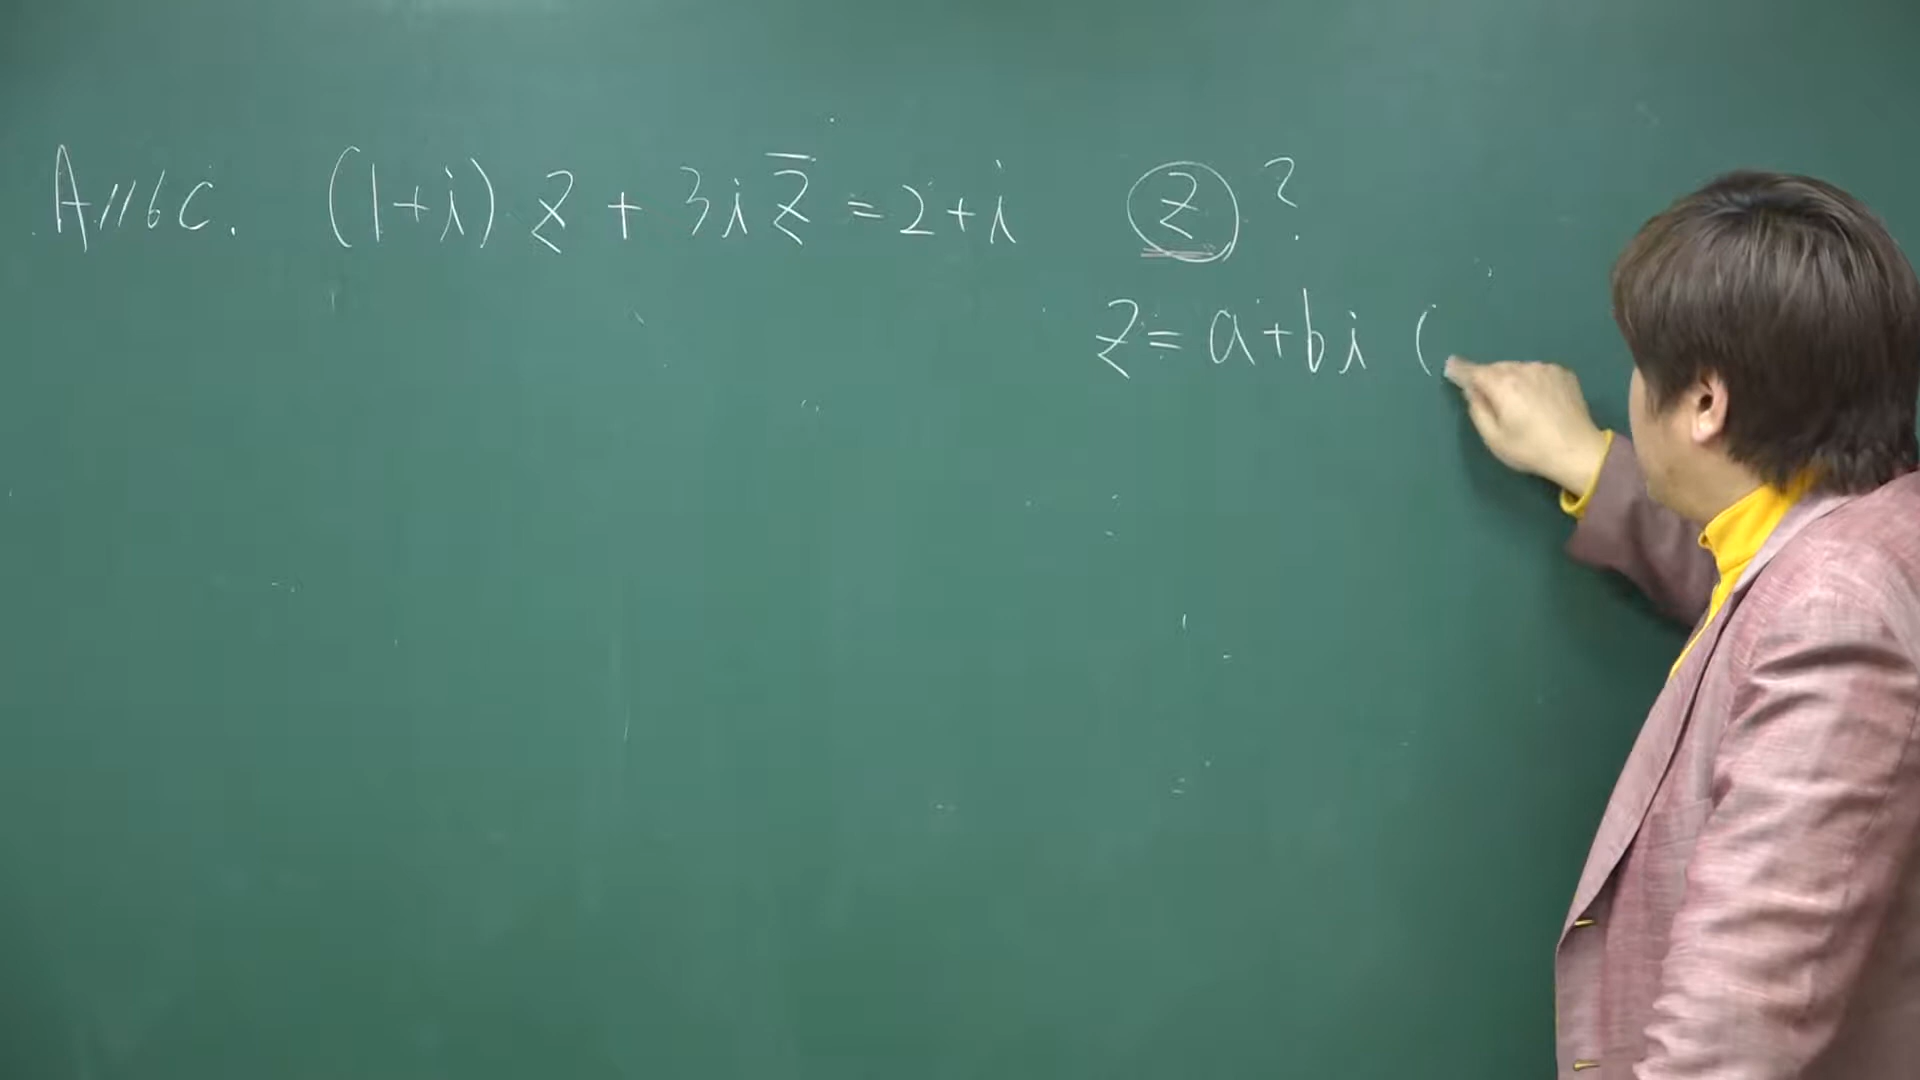 A116C. (1+i) z + 3i z̄ = 2+i z ?
z = a+bi (